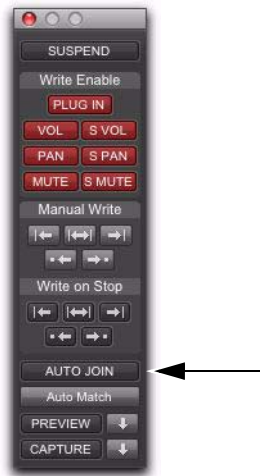 SUSPEND
Write Enable
PLUG IN
VOL S VOL
PAN S PAN
MUTE S MUTE
Manual Write
Write on Stop
AUTO JOIN
Auto Match
PREVIEW
CAPTURE